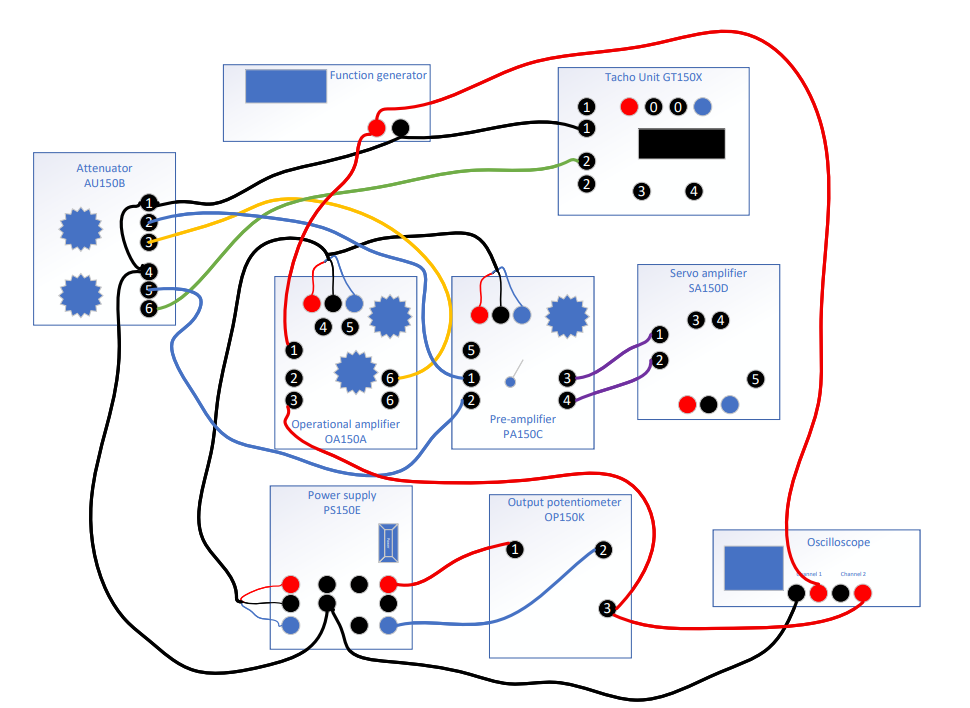 Function generator
Tacho Unit GT150X
1
0
0
1
2
2
3
4
Attenuator
AU150B
1
2
3
4
5
6
Servo amplifier
SA150D
3
4
1
2
5
4
5
1
2
3
6
6
Operational amplifier
OA150A
5
1
2
3
4
Pre-amplifier
PA150C
Power supply
PS150E
Output potentiometer
OP150K
1
2
3
Oscilloscope
Channel 1
Channel 2